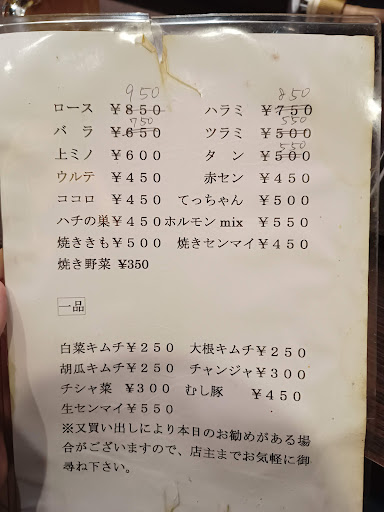 950 850
ロース ￥850 ハラミ ￥750
750 550
バラ ￥650 ツラミ ￥500
550
上ミノ ￥600 タン ￥500
ウルテ ￥450 赤セン ￥450
ココロ ￥450 てっちゃん ￥500
ハチの巣￥450 ホルモンmix ￥550
焼ききも￥500 焼きセンマイ￥450
焼き野菜 ¥350
一品
白菜キムチ￥250 大根キムチ￥250
胡瓜キムチ￥250 チャンジャ￥300
チシャ菜 ￥300 むし豚 ￥450
生センマイ￥550
※又買い出しにより本日のお勧めがある場
合がございますので、店主までお気軽に御
尋ね下さい。